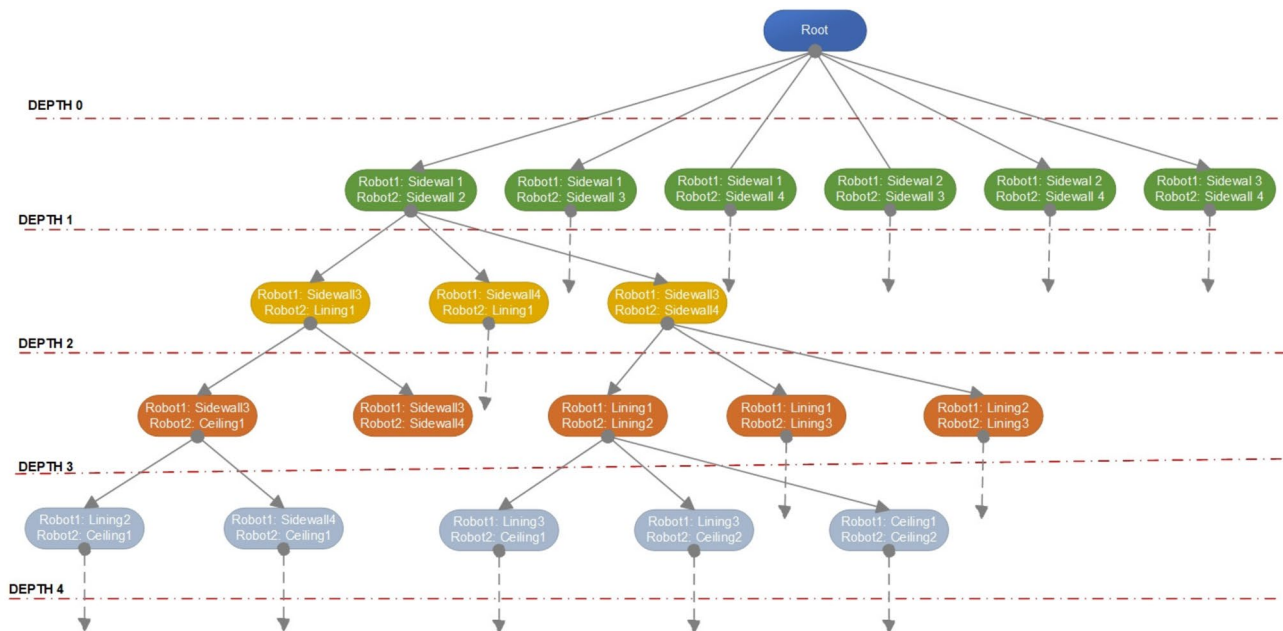 Root
DEPTH 0
Robot1: Sidewal 1
Robot2: Sidewall 2
Robot1: Sidewal 1
Robot2: Sidewall 3
Robot1: Sidewal 1
Robot2: Sidewall 4
Robot1: Sidewal 2
Robot2: Sidewall 3
Robot1: Sidewal 2
Robot2: Sidewall 4
Robot1: Sidewal 3
Robot2: Sidewall 4
DEPTH 1
Robot1: Sidewall3
Robot2: Lining1
Robot1: Sidewall4
Robot2: Lining1
Robot1: Sidewall3
Robot2: Sidewall4
DEPTH 2
Robot1: Sidewall3
Robot2: Ceiling1
Robot1: Sidewall3
Robot2: Sidewall4
Robot1: Lining1
Robot2: Lining2
Robot1: Lining1
Robot2: Lining3
Robot1: Lining2
Robot2: Lining3
DEPTH 3
Robot1: Lining2
Robot2: Ceiling1
Robot1: Sidewall4
Robot2: Ceiling1
Robot1: Lining3
Robot2: Ceiling1
Robot1: Lining3
Robot2: Ceiling2
Robot1: Ceiling1
Robot2: Ceiling2
DEPTH 4